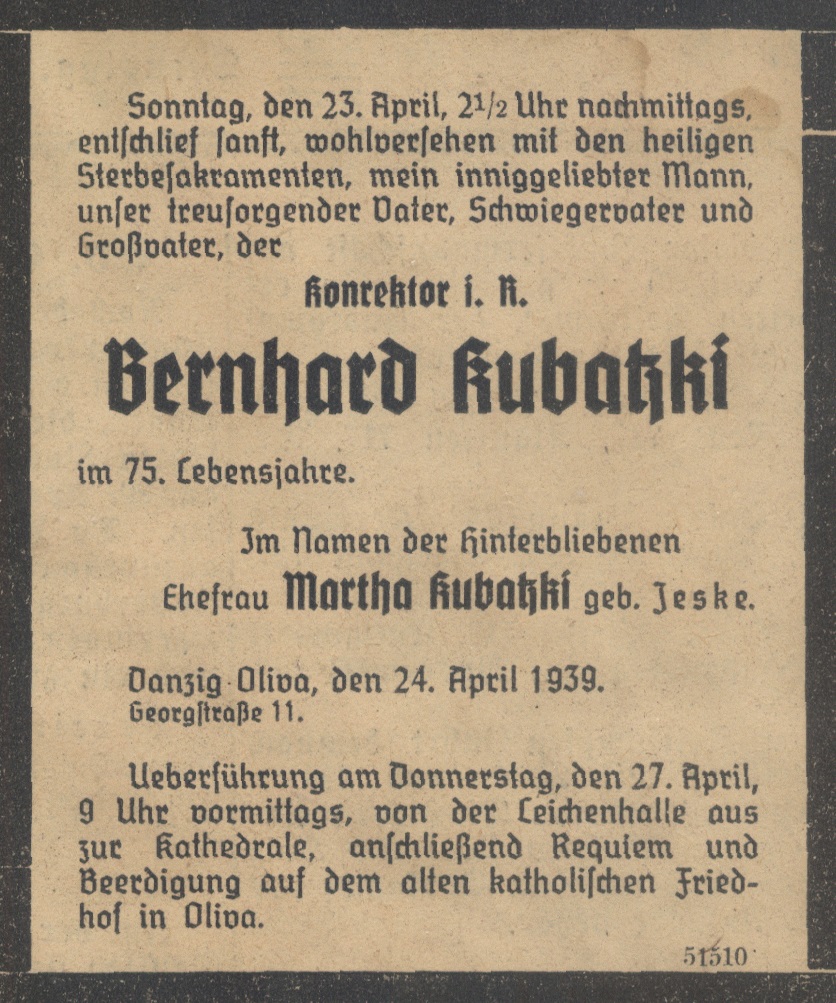 Sonntag, den 23. April, 2½ Uhr nachmittags,
entschlief sanft, wohlversehen mit den heiligen
Sterbesakramenten, mein inniggeliebter Mann,
unser treusorgender Vater, Schwiegervater und
Großvater, der
Konrektor i. R.
Bernhard Kubatzki
im 75. Lebensjahre.
Im Namen der Hinterbliebenen
Ehefrau Martha Kubatzki geb. Jeske.
Danzig-Oliva, den 24. April 1939.
Georgstraße 11.
Ueberführung am Donnerstag, den 27. April,
9 Uhr vormittags, von der Leichenhalle aus
zur Kathedrale, anschließend Requiem und
Beerdigung auf dem alten katholischen Fried-
hof in Oliva.
51510